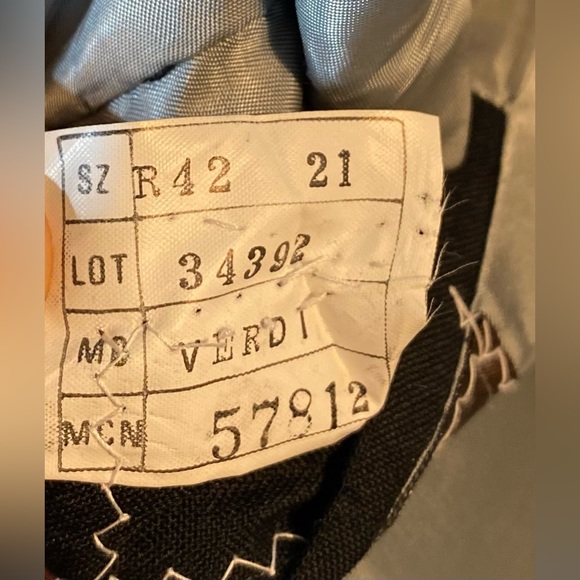 SZ R42 21
LOT 34392
MD VERDI
MCN 57812